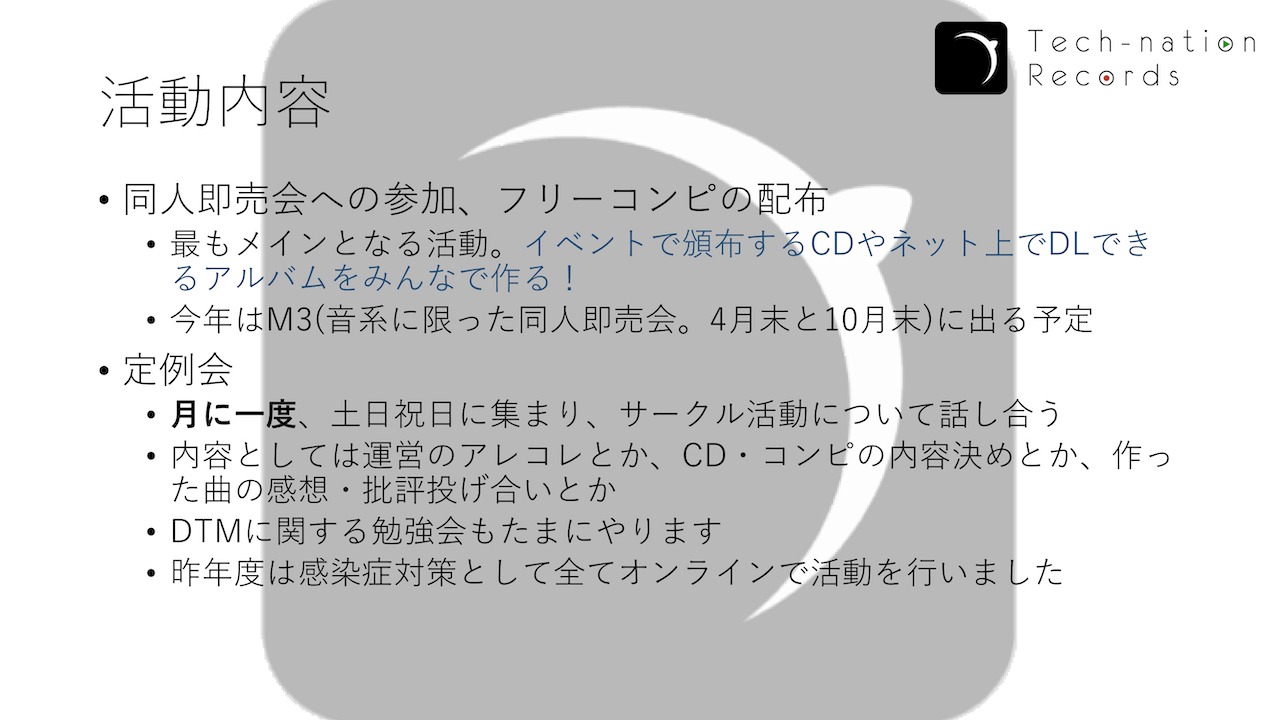 Tech-nation
Records
活動内容
• 同人即売会への参加、フリーコンピの配布
• 最もメインとなる活動。イベントで頒布するCDやネット上でDLでき
るアルバムをみんなで作る！
• 今年はM3(音系に限った同人即売会。4月末と10月末)に出る予定
• 定例会
• 月に一度、土日祝日に集まり、サークル活動について話し合う
• 内容としては運営のアレコレとか、CD・コンピの内容決めとか、作っ
た曲の感想・批評投げ合いとか
• DTMに関する勉強会もたまにやります
• 昨年度は感染症対策として全てオンラインで活動を行いました